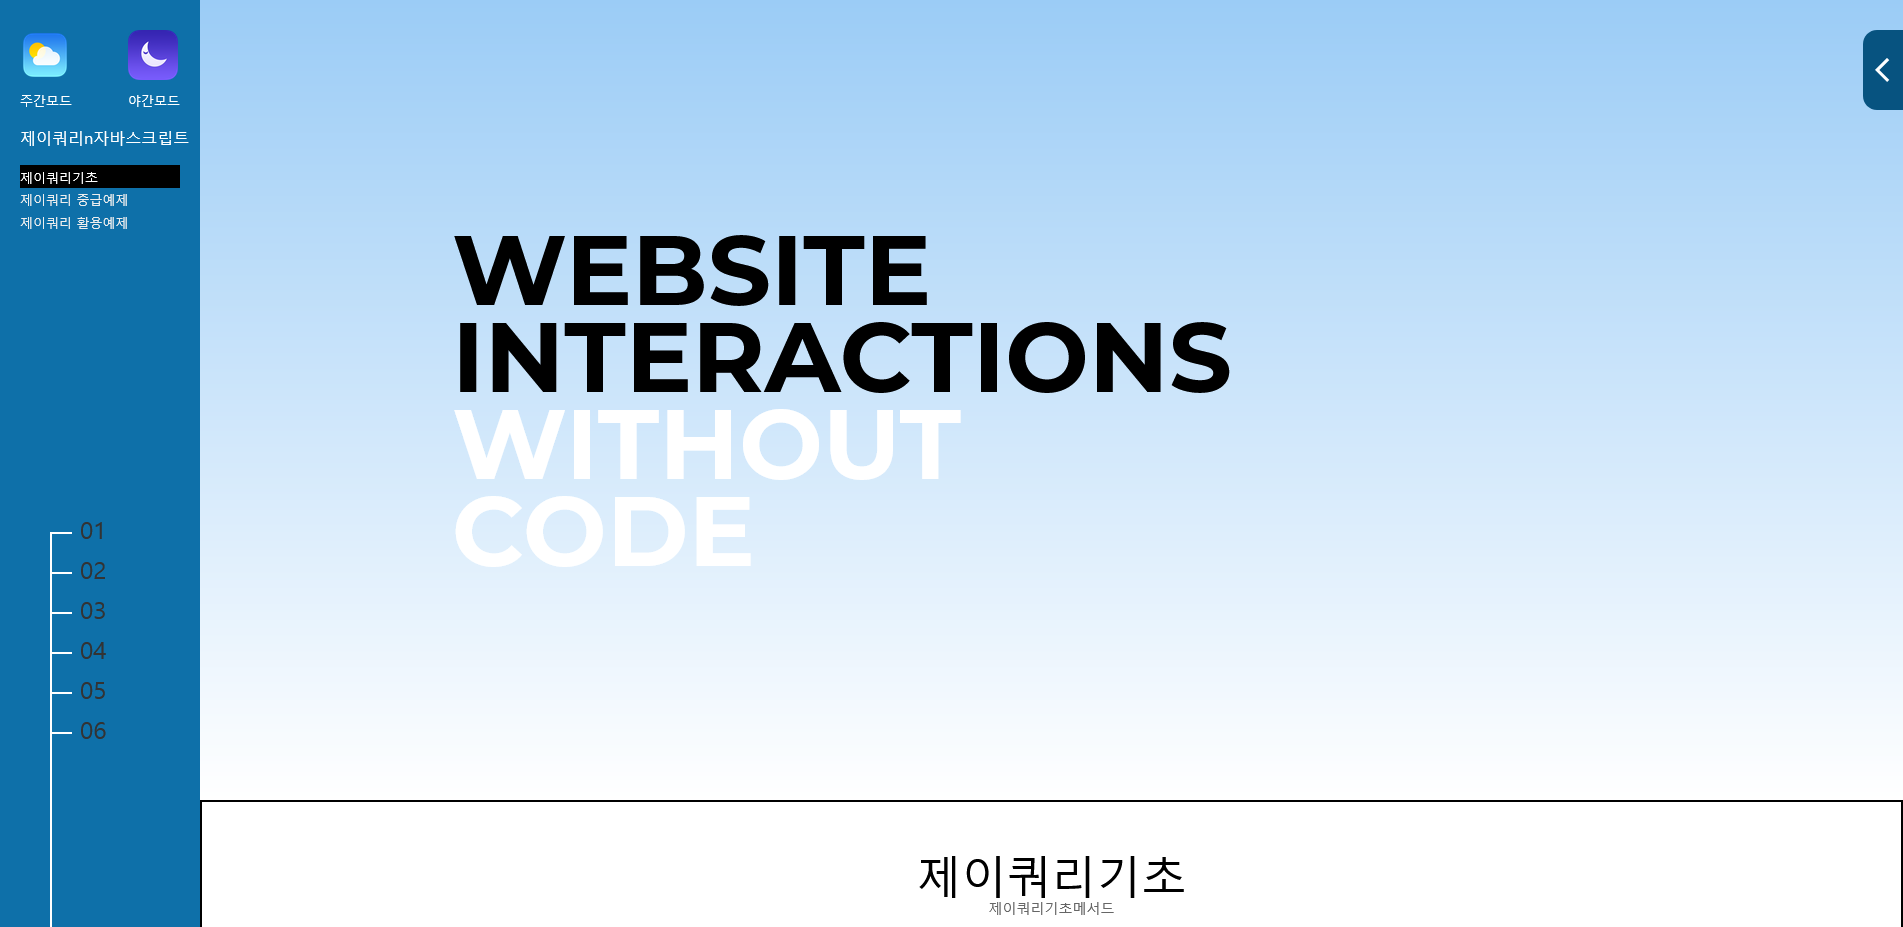 주간모드 야간모드
제이쿼리n자바스크립트
제이쿼리기초
제이쿼리 중급예제
제이쿼리 활용예제
01
02
03
04
05
06
WEBSITE
INTERACTIONS
WITHOUT
CODE
제이쿼리기초
제이쿼리기초메서드